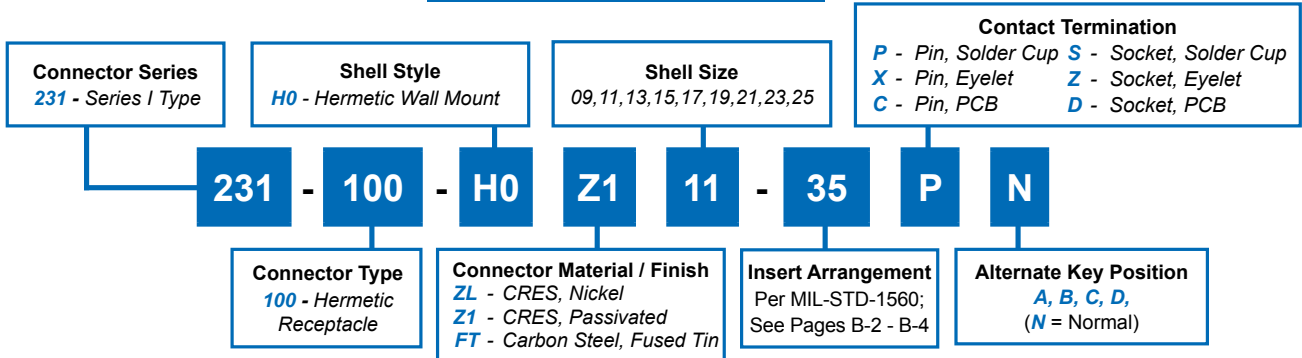 Contact Termination
P - Pin, Solder Cup S - Socket, Solder Cup
X - Pin, Eyelet Z - Socket, Eyelet
C - Pin, PCB D - Socket, PCB
Connector Series
231 - Series I Type
Shell Style
H0 - Hermetic Wall Mount
Shell Size
09,11,13,15,17,19,21,23,25
231 - 100 - H0 Z1 11 - 35 P N
Connector Type
100 - Hermetic
Receptacle
Connector Material / Finish
ZL - CRES, Nickel
Z1 - CRES, Passivated
FT - Carbon Steel, Fused Tin
Insert Arrangement
Per MIL-STD-1560;
See Pages B-2 - B-4
Alternate Key Position
A, B, C, D,
(N = Normal)